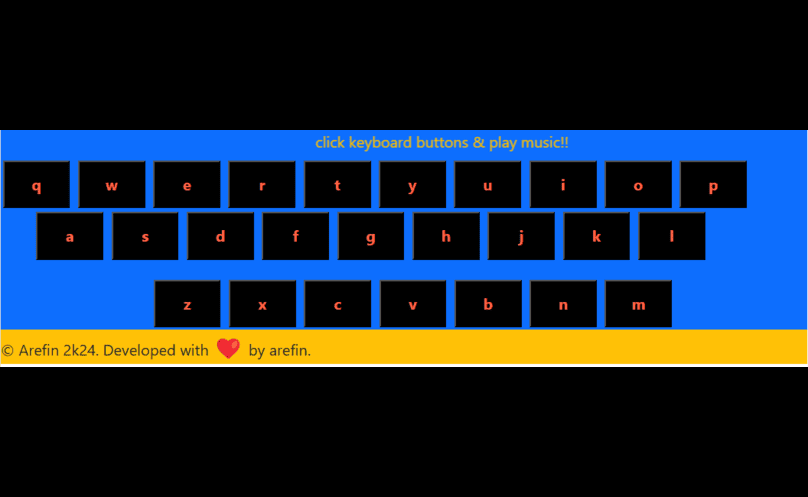 click keyboard buttons & play music!!
q w e r t y u i o p
a s d f g h j k l
z x c v b n m
© Arefin 2k24. Developed with ❤️ by arefin.